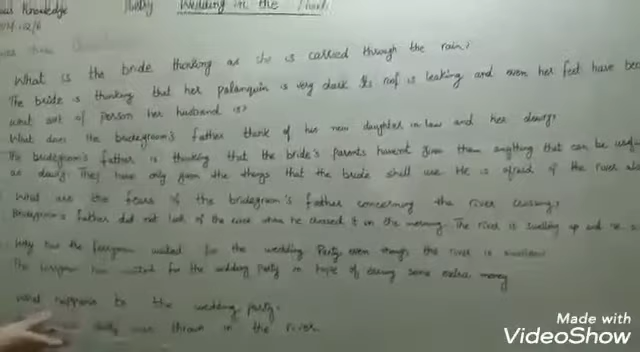 Knowledge Wedding in the
What is the bride thinking as she is carried through the rain?
The bride is thinking that her palanquin is very dark Its roof is leaking and even her feet have
what sort of person her husband is?
What does the bridegroom's father think of his new daughter in law and her dowry?
The bridegroom's father is thinking that the bride's parents havent given them anything that can be
as dowry. They have only given the things that the bride shall use. He is afraid of the river
What are the fears of the bridegroom's father concerning the river crossing?
Bridegroom's father did not look of the river when he crossed it in the morning. The river is swelling up and
Why has the ferryman waited for the wedding Party even though the river is swollen
The ferryman has waited for the wedding party in hope of earning some extra money
What happens to the wedding party?
was thrown in the river
Made with
VideoShow